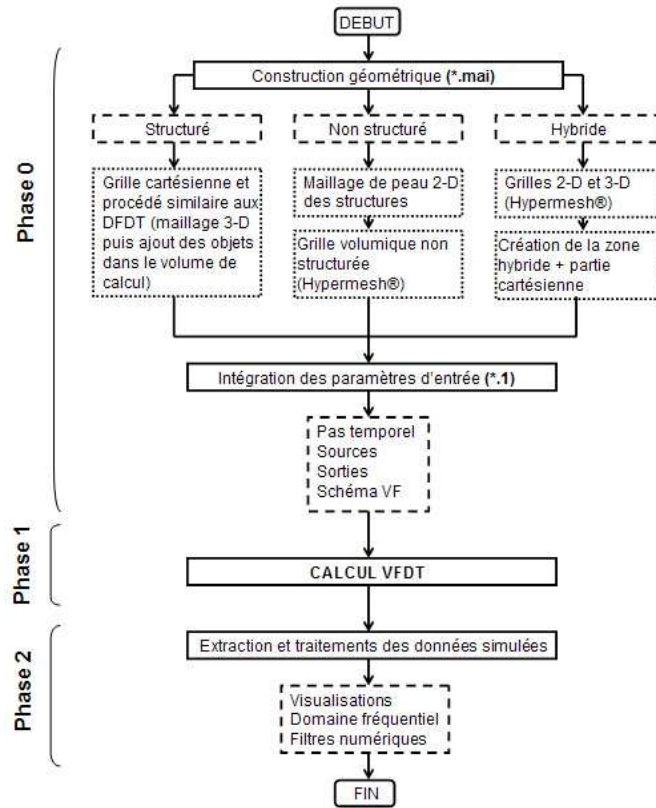 DEBUT
Phase 0
Construction géométrique (*.mai)
Structuré
Non structuré
Hybride
Grille cartésienne et
procédé similaire aux
DFDT (maillage 3-D
puis ajout des objets
dans le volume de
calcul)
Maillage de peau 2-D
des structures
Grille volumique non
structurée
(Hypermesh®)
Grilles 2-D et 3-D
(Hypermesh®)
Création de la zone
hybride + partie
cartésienne
Intégration des paramètres d'entrée (*.1)
Pas temporel
Sources
Sorties
Schéma VF
Phase 1
CALCUL VFDT
Phase 2
Extraction et traitements des données simulées
Visualisations
Domaine fréquentiel
Filtres numériques
FIN